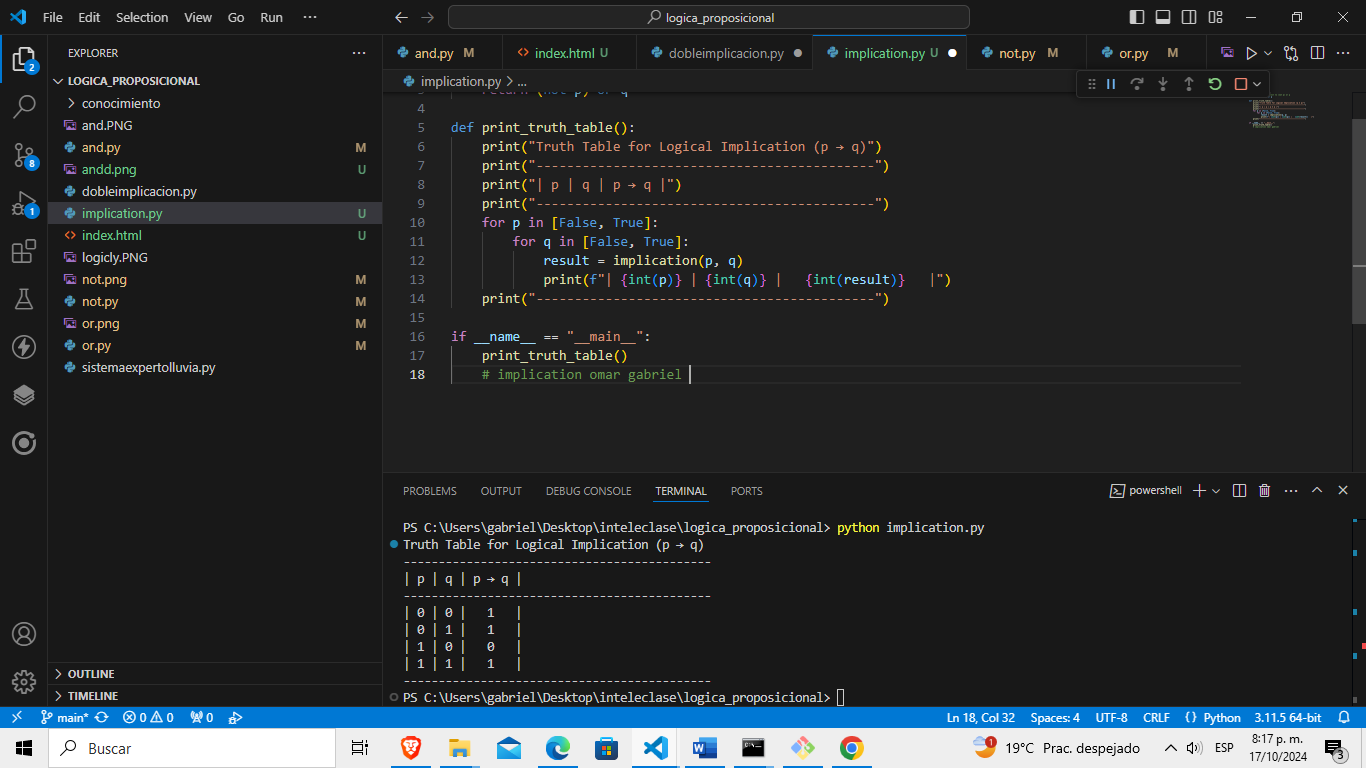 File Edit Selection View Go Run ··· logica_proposicional
EXPLORER ···
LOGICA_PROPOSICIONAL
conocimiento
and.PNG
and.py M
andd.png U
dobleimplicacion.py
implication.py U
index.html U
logicly.PNG
not.png M
not.py M
or.png M
or.py M
sistemaexpertolluvia.py
OUTLINE
TIMELINE
2
8
1
and.py M index.html U dobleimplicacion.py implication.py U not.py M or.py M
implication.py > ...
3 return (not p) or q
4
5 def print_truth_table():
6 print("Truth Table for Logical Implication (p → q)")
7 print("--------------------------------------------")
8 print("| p | q | p → q |")
9 print("--------------------------------------------")
10 for p in [False, True]:
11 for q in [False, True]:
12 result = implication(p, q)
13 print(f"| {int(p)} | {int(q)} |   {int(result)}   |")
14 print("--------------------------------------------")
15
16 if __name__ == "__main__":
17 print_truth_table()
18 # implication omar gabriel
PROBLEMS OUTPUT DEBUG CONSOLE TERMINAL PORTS powershell
PS C:\Users\gabriel\Desktop\inteleclase\logica_proposicional> python implication.py
Truth Table for Logical Implication (p → q)
--------------------------------------------
| p | q | p → q |
--------------------------------------------
| 0 | 0 |   1   |
| 0 | 1 |   1   |
| 1 | 0 |   0   |
| 1 | 1 |   1   |
--------------------------------------------
PS C:\Users\gabriel\Desktop\inteleclase\logica_proposicional>
main* 0 0 0 Ln 18, Col 32 Spaces: 4 UTF-8 CRLF {} Python 3.11.5 64-bit
Buscar 1 19°C Prac. despejado ESP 8:17 p. m.
17/10/2024 3